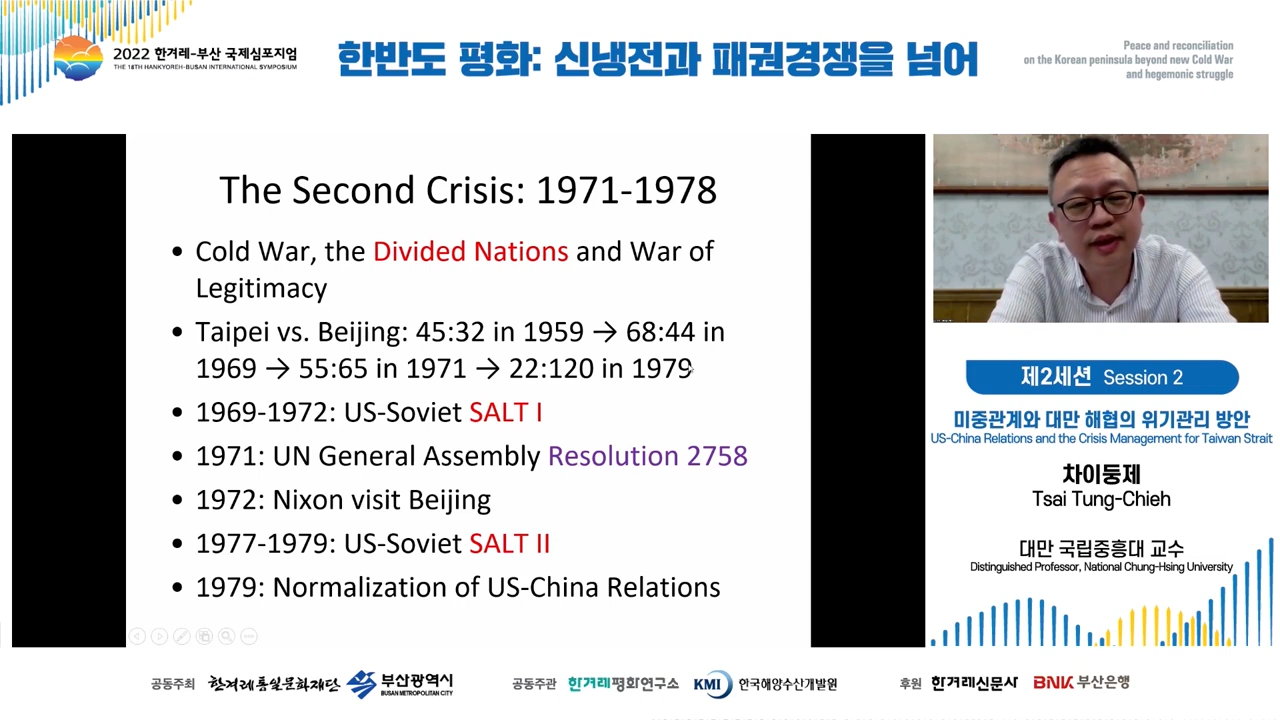 2022 한겨레-부산 국제심포지엄
THE 18TH HANKYOREH-BUSAN INTERNATIONAL SYMPOSIUM
한반도 평화: 신냉전과 패권경쟁을 넘어
Peace and reconciliation
on the Korean peninsula beyond new Cold War
and hegemonic struggle
The Second Crisis: 1971-1978
• Cold War, the Divided Nations and War of
Legitimacy
• Taipei vs. Beijing: 45:32 in 1959 → 68:44 in
1969 → 55:65 in 1971 → 22:120 in 1979
• 1969-1972: US-Soviet SALT I
• 1971: UN General Assembly Resolution 2758
• 1972: Nixon visit Beijing
• 1977-1979: US-Soviet SALT II
• 1979: Normalization of US-China Relations
제2세션 Session 2
미중관계와 대만 해협의 위기관리 방안
US-China Relations and the Crisis Management for Taiwan Strait
차이둥제
Tsai Tung-Chieh
대만 국립중흥대 교수
Distinguished Professor, National Chung-Hsing University
공동주최 한겨레통일문화재단 부산광역시
BUSAN METROPOLITAN CITY
공동주관 한겨레평화연구소 KMI 한국해양수산개발원
후원 한겨레신문사 BNK 부산은행